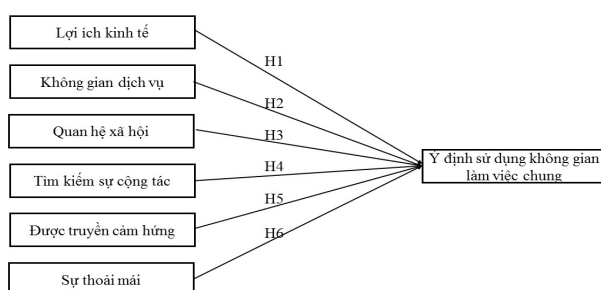 Lợi ích kinh tế
H1
Không gian dịch vụ
H2
Quan hệ xã hội
H3
Ý định sử dụng không gian
làm việc chung
Tìm kiếm sự cộng tác
H4
Được truyền cảm hứng
H5
H6
Sự thoải mái